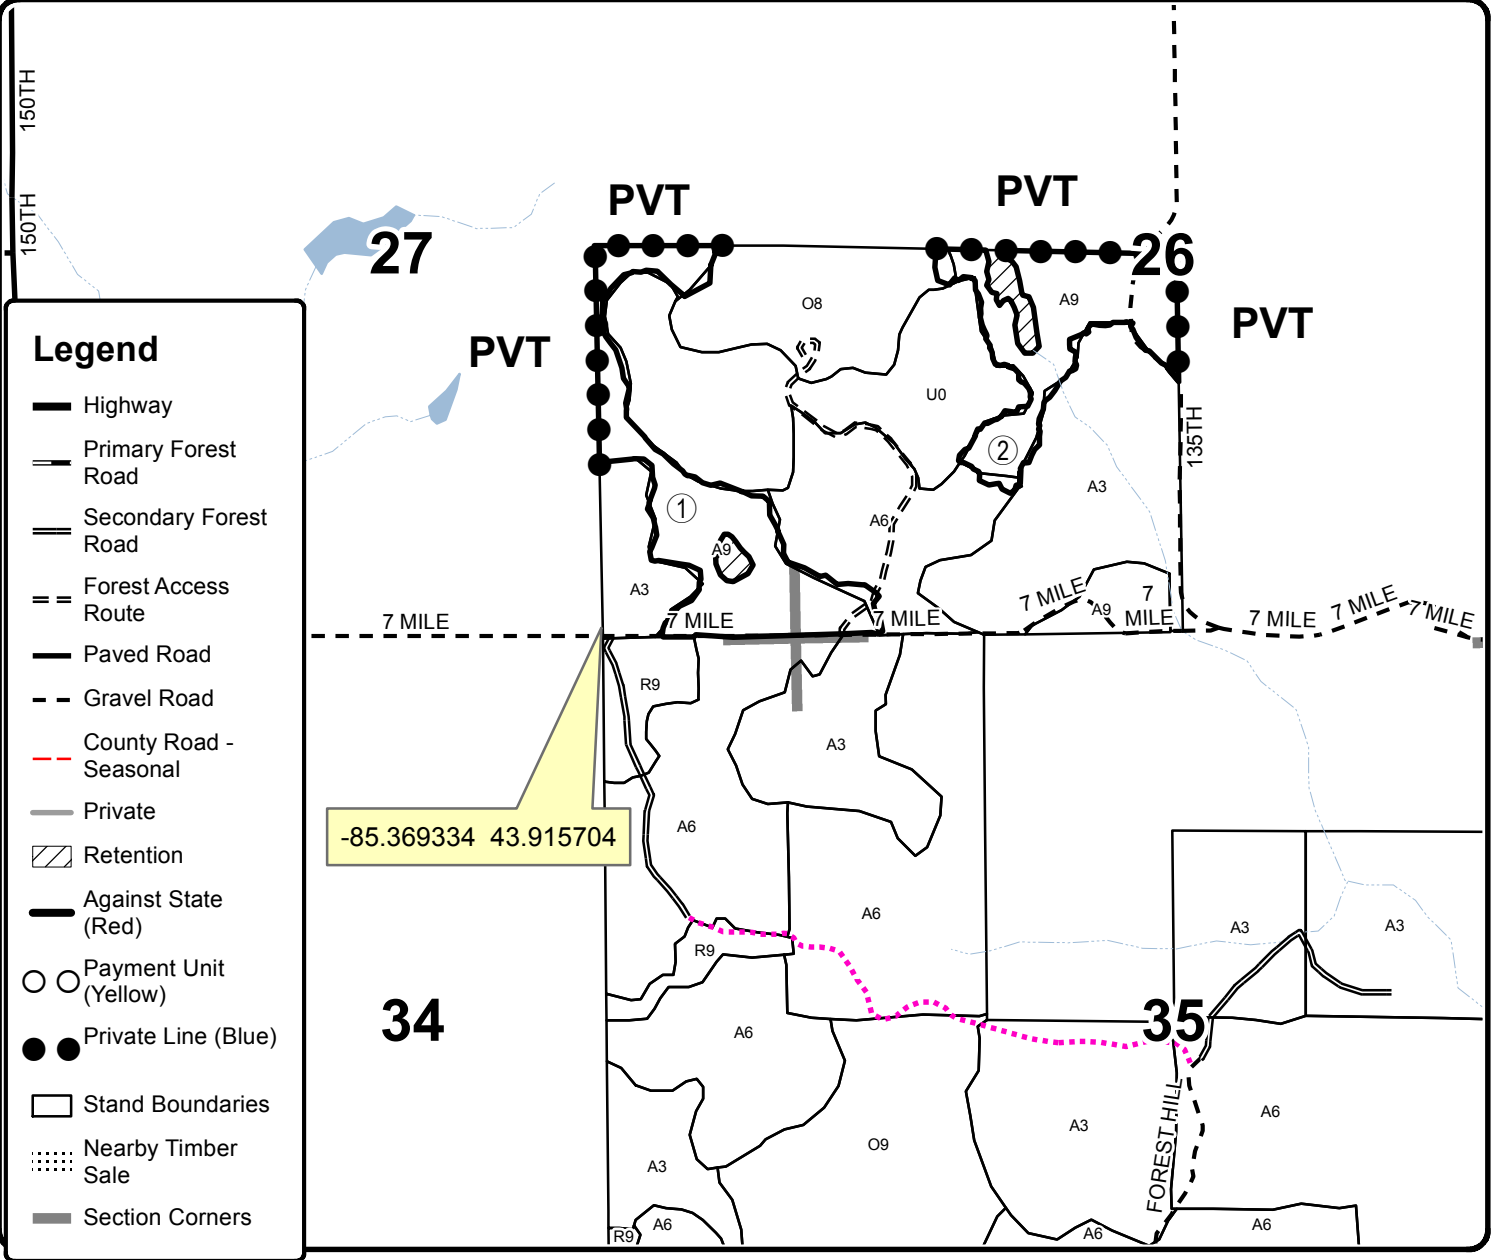 150TH
150TH
PVT
PVT
27
26
O8
A9
PVT
PVT
U0
135TH
2
A3
1
A6
A9
A3
7 MILE
7 MILE
7 MILE
7 MILE
A9
7
MILE
7 MILE
7 MILE
7 MILE
R9
A3
-85.369334 43.915704
A6
A6
A3
A3
R9
34
35
A6
A3
A6
O9
A3
FOREST HILL
R9
A6
A6
A6
Legend
Highway
Primary Forest
Road
Secondary Forest
Road
Forest Access
Route
Paved Road
Gravel Road
County Road -
Seasonal
Private
Retention
Against State
(Red)
Payment Unit
(Yellow)
Private Line (Blue)
Stand Boundaries
Nearby Timber
Sale
Section Corners